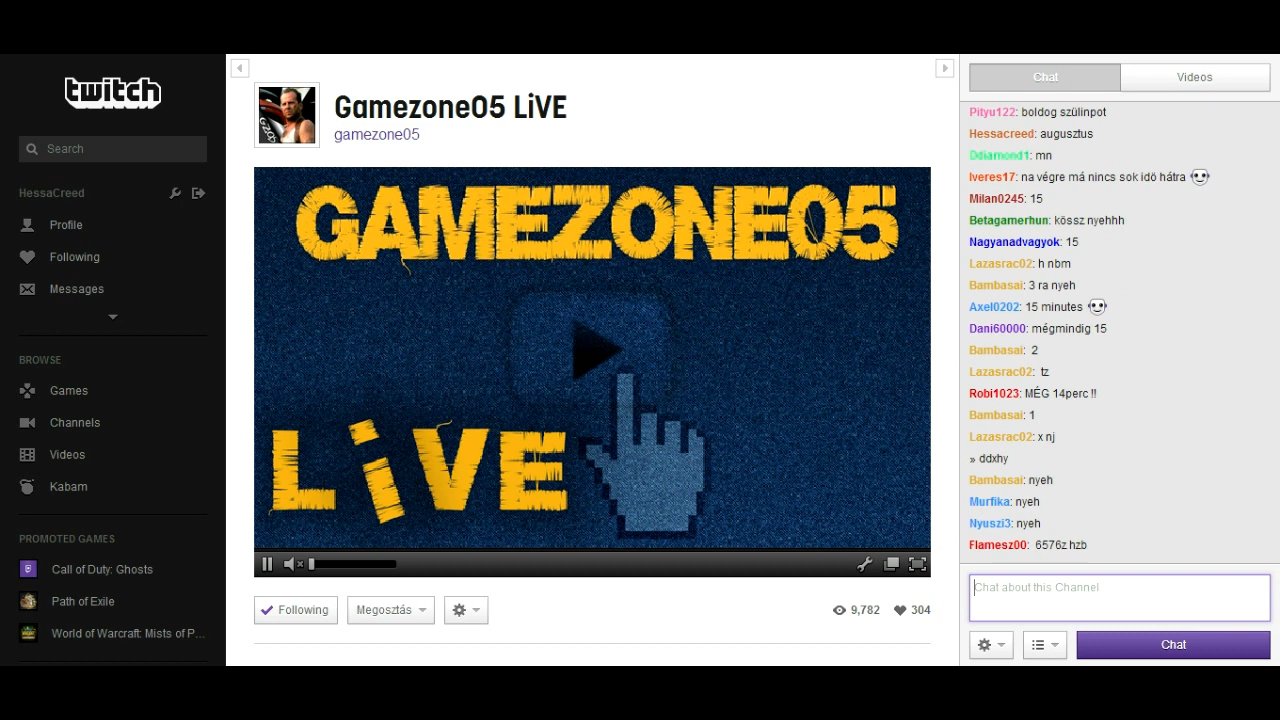 twitch
Search
HessaCreed
Profile
Following
Messages
BROWSE
Games
Channels
Videos
Kabam
PROMOTED GAMES
Call of Duty: Ghosts
Path of Exile
World of Warcraft: Mists of P...
Gamezone05 LiVE
gamezone05
GAMEZONE05
LiVE
Following
Megosztás
9,782
304
Chat
Videos
Pityu122: boldog szülinpot
Hessacreed: augusztus
Ddiamond1: mn
Iveres17: na végre má nincs sok idö hátra
Milan0245: 15
Betagamerhun: kössz nyehhh
Nagyanadvagyok: 15
Lazasrac02: h nbm
Bambasai: 3 ra nyeh
Axel0202: 15 minutes
Dani60000: mégmindig 15
Bambasai: 2
Lazasrac02: tz
Robi1023: MÉG 14perc !!
Bambasai: 1
Lazasrac02: x nj
» ddxhy
Bambasai: nyeh
Murfika: nyeh
Nyuszi3: nyeh
Flamesz00: 6576z hzb
Chat about this Channel
Chat